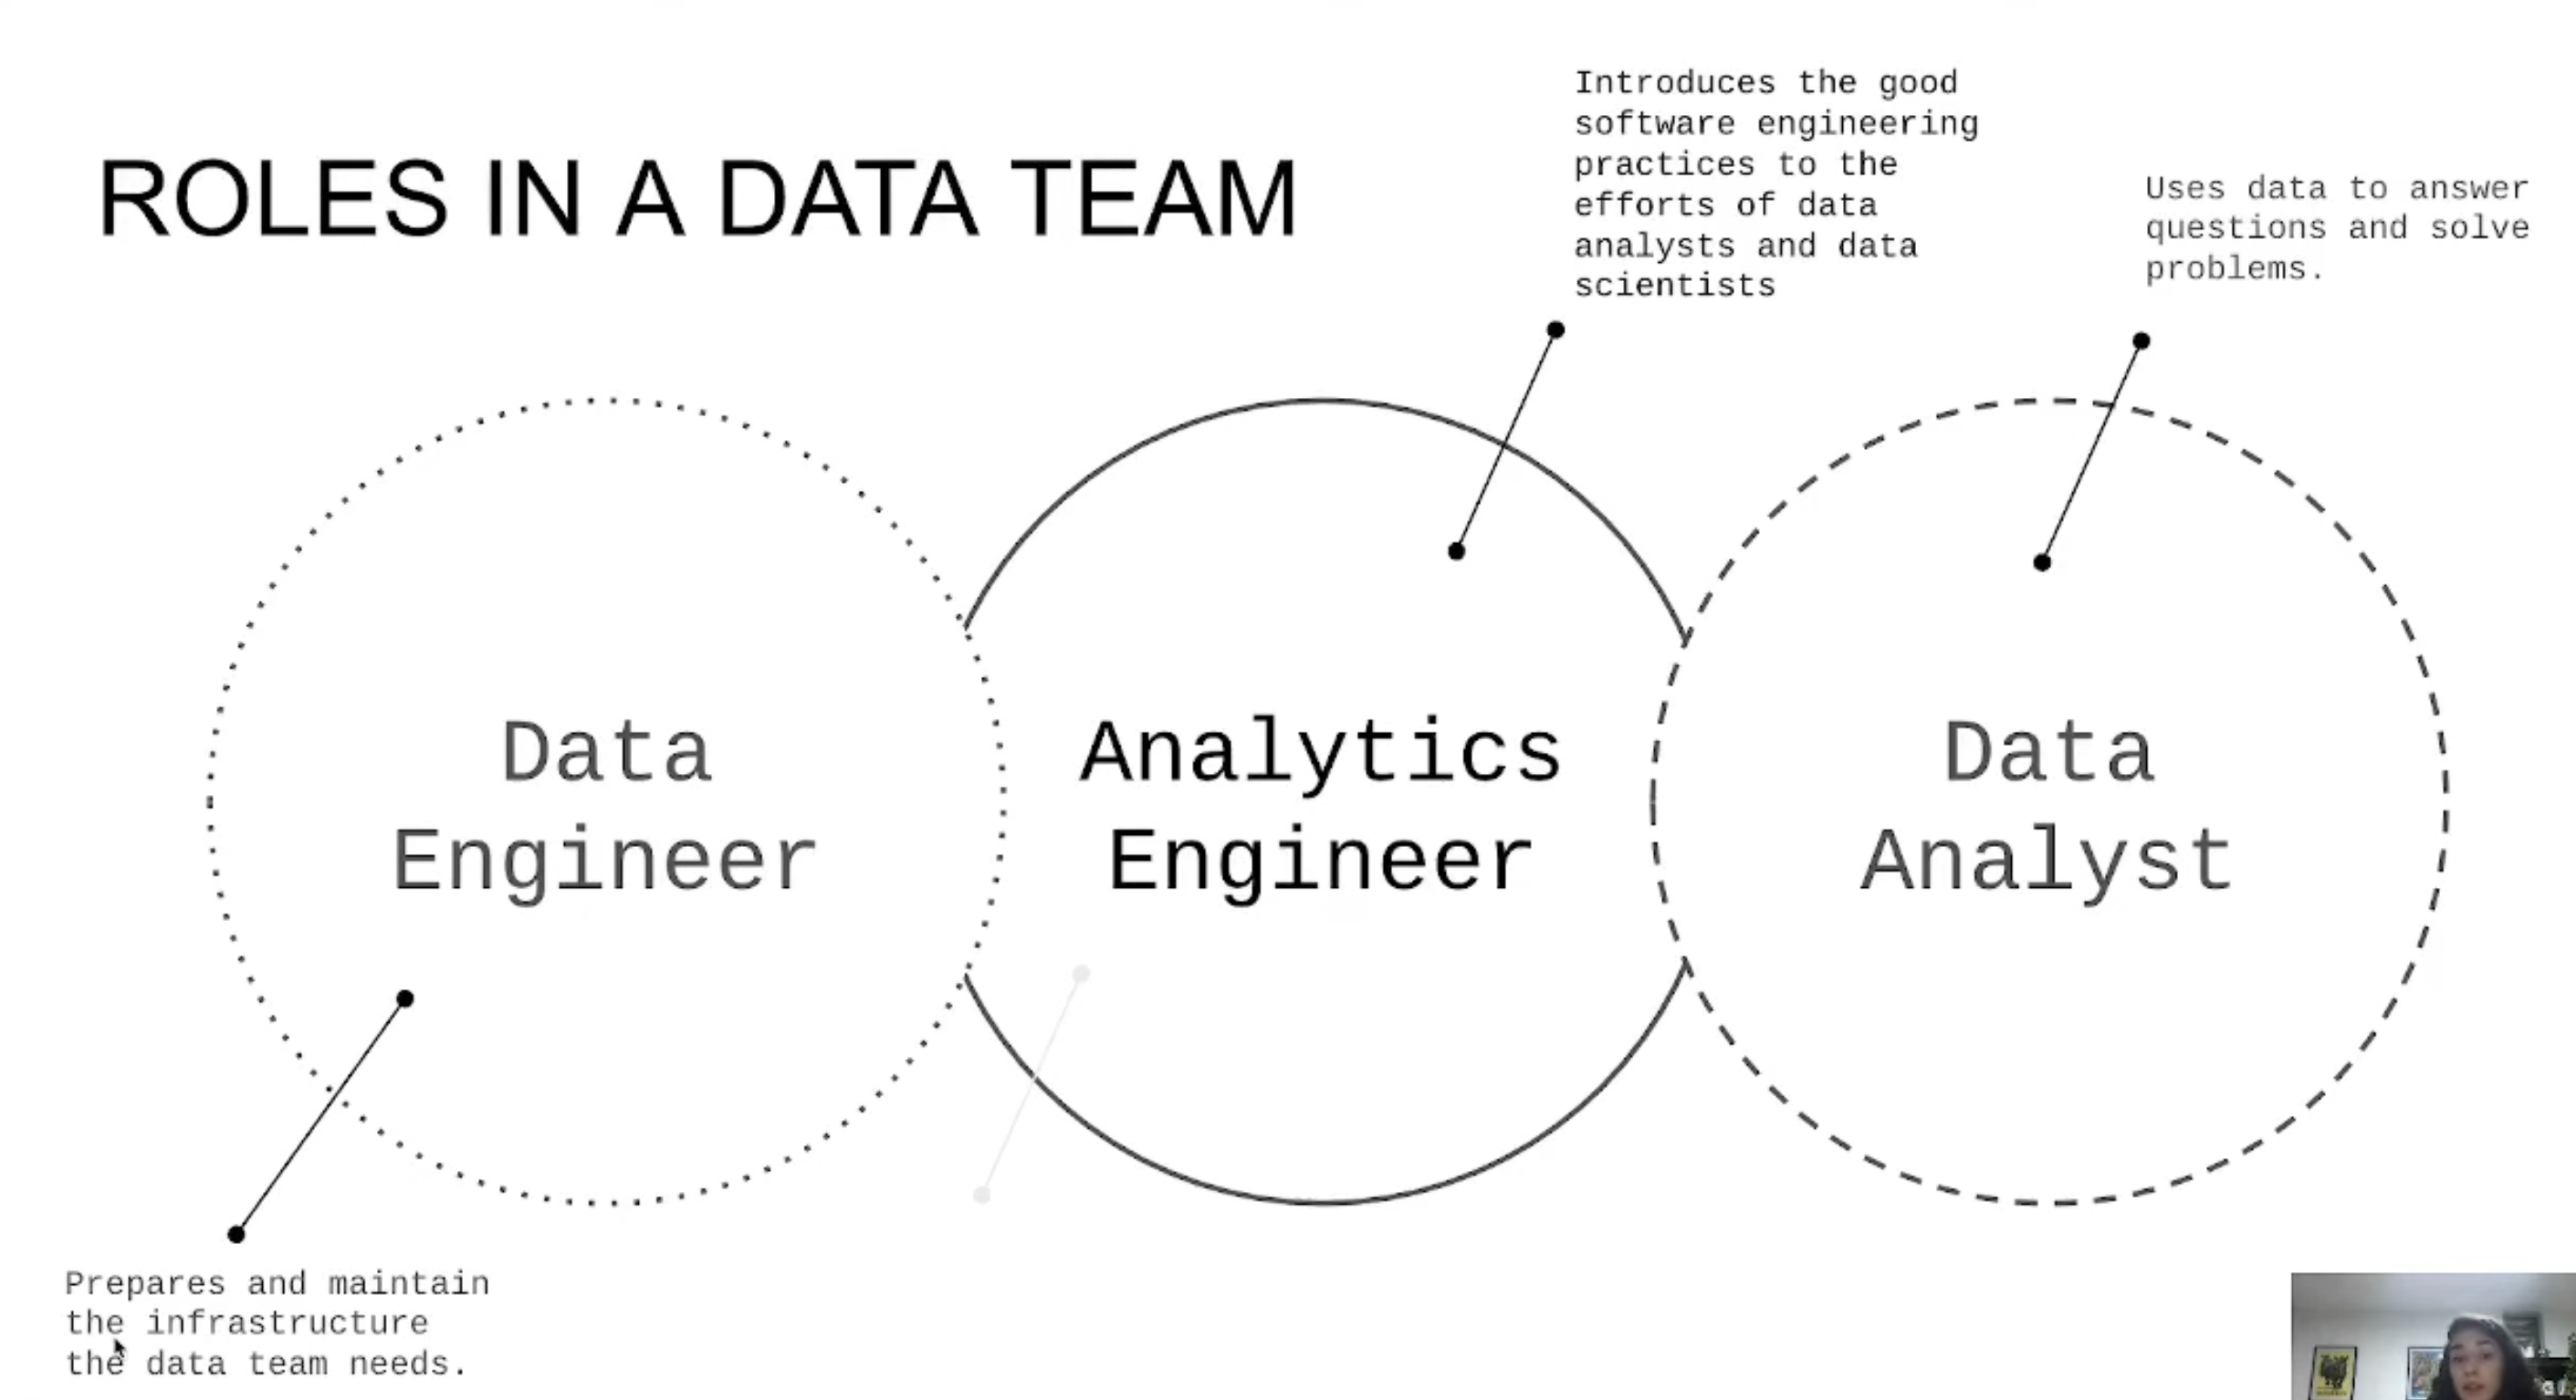 ROLES IN A DATA TEAM
Introduces the good
software engineering
practices to the
efforts of data
analysts and data
scientists
Uses data to answer
questions and solve
problems.
Data
Engineer
Analytics
Engineer
Data
Analyst
Prepares and maintain
the infrastructure
the data team needs.